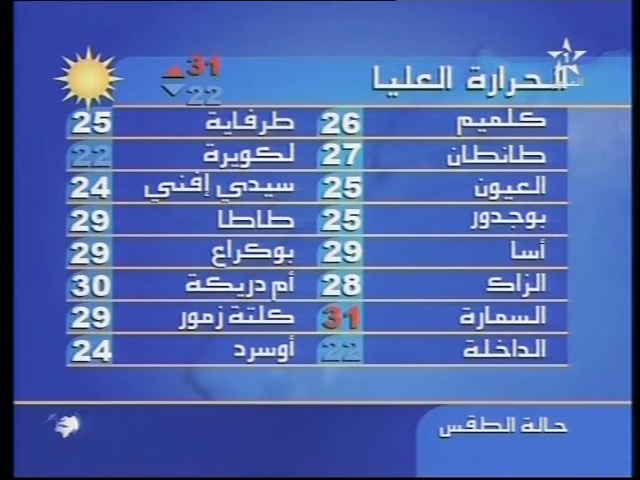 الحرارة العليا 31
22
كلميم 26 طرفاية 25
طانطان 27 لكويرة 22
العيون 25 سيدي إفني 24
بوجدور 25 طاطا 29
أسا 29 بوكراع 29
الزاك 28 أم دريكة 30
السمارة 31 كلتة زمور 29
الداخلة 22 أوسرد 24
حالة الطقس